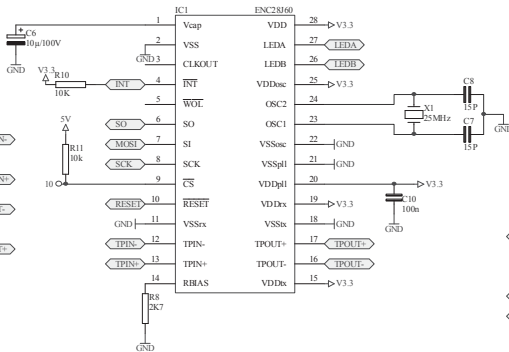 IC1 ENC28J60
C6
10µ/100V
GND
1 Vcap VDD 28 V3.3
2 VSS LEDA 27 LEDA
GND 3 CLKOUT LEDB 26 LEDB
V3.3 R10 10K INT 4 INT VDDosc 25 V3.3
5 WOL OSC2 24
SO 6 SO OSC1 23
X1
25MHz
C8
15P
C7
15P
GND
5V
MOSI 7 SI VSSosc 22 GND
R11
10k
SCK 8 SCK VSSpll 21 GND
10 9 CS VDDpll 20 V3.3
RESET 10 RESET VDDrx 19 V3.3
C10
100n
GND
GND 11 VSSrx VSStx 18 GND
TPIN- 12 TPIN- TPOUT+ 17 TPOUT+
TPIN+ 13 TPIN+ TPOUT- 16 TPOUT-
14 RBIAS VDDtx 15 V3.3
R8
2K7
GND
N-
N+
T-
T+